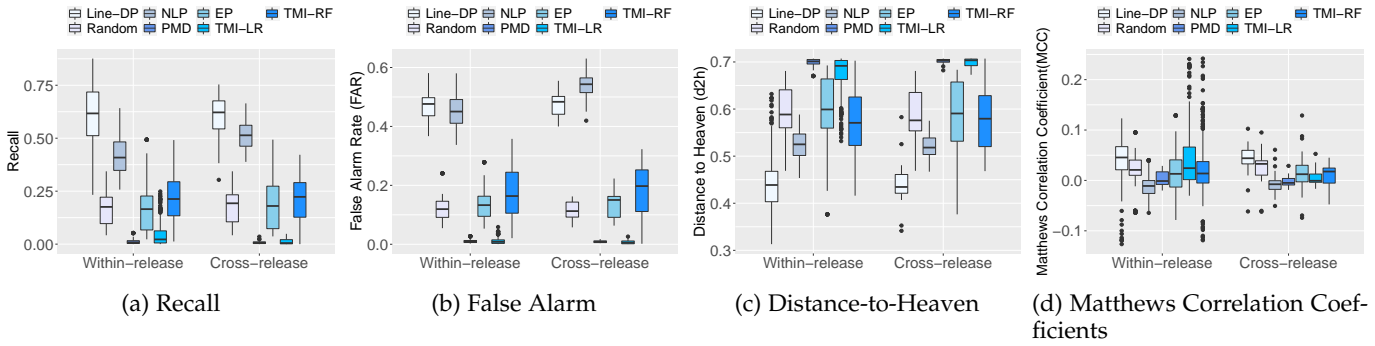 Line−DP NLP EP TMI−RF
Random PMD TMI−LR
Recall
0.75
0.50
0.25
0.00
Within−release Cross−release
(a) Recall
Line−DP NLP EP TMI−RF
Random PMD TMI−LR
False Alarm Rate (FAR)
0.6
0.4
0.2
0.0
Within−release Cross−release
(b) False Alarm
Line−DP NLP EP TMI−RF
Random PMD TMI−LR
Distance to Heaven (d2h)
0.7
0.6
0.5
0.4
0.3
Within−release Cross−release
(c) Distance-to-Heaven
Line−DP NLP EP TMI−RF
Random PMD TMI−LR
Matthews Correlation Coefficient(MCC)
0.2
0.1
0.0
−0.1
Within−release Cross−release
(d) Matthews Correlation Coef-
ficients